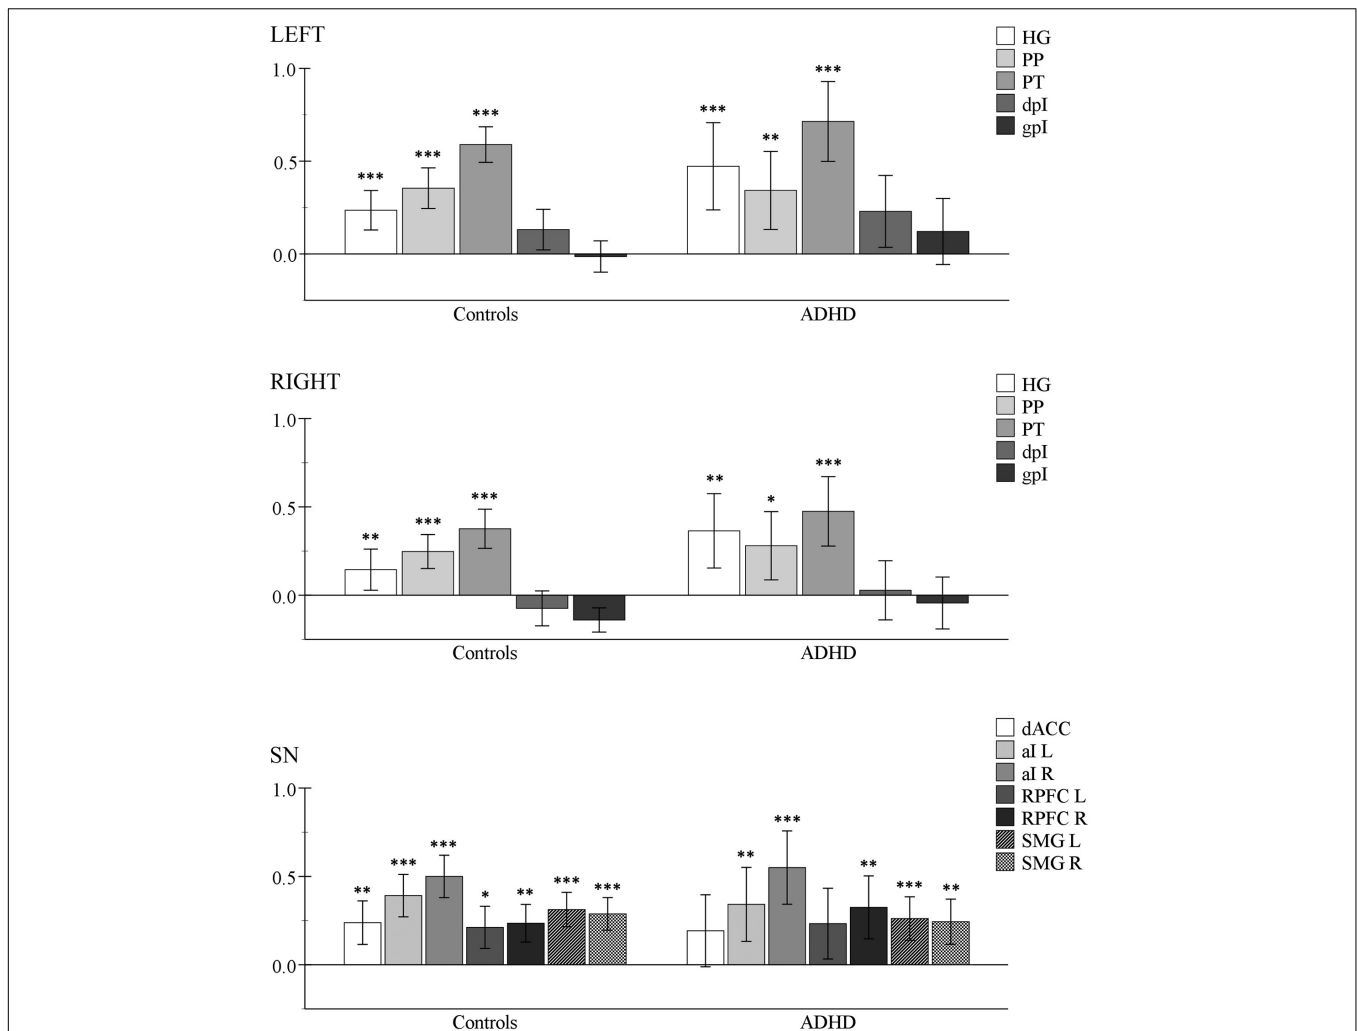 LEFT
HG
PP
PT
dpI
gpI
1.0
0.5
0.0
*** *** *** *** ** ***
Controls ADHD
RIGHT
HG
PP
PT
dpI
gpI
1.0
0.5
0.0
** *** *** ** * ***
Controls ADHD
SN
dACC
aI L
aI R
RPFC L
RPFC R
SMG L
SMG R
1.0
0.5
0.0
** *** *** * ** *** *** ** *** ** *** **
Controls ADHD